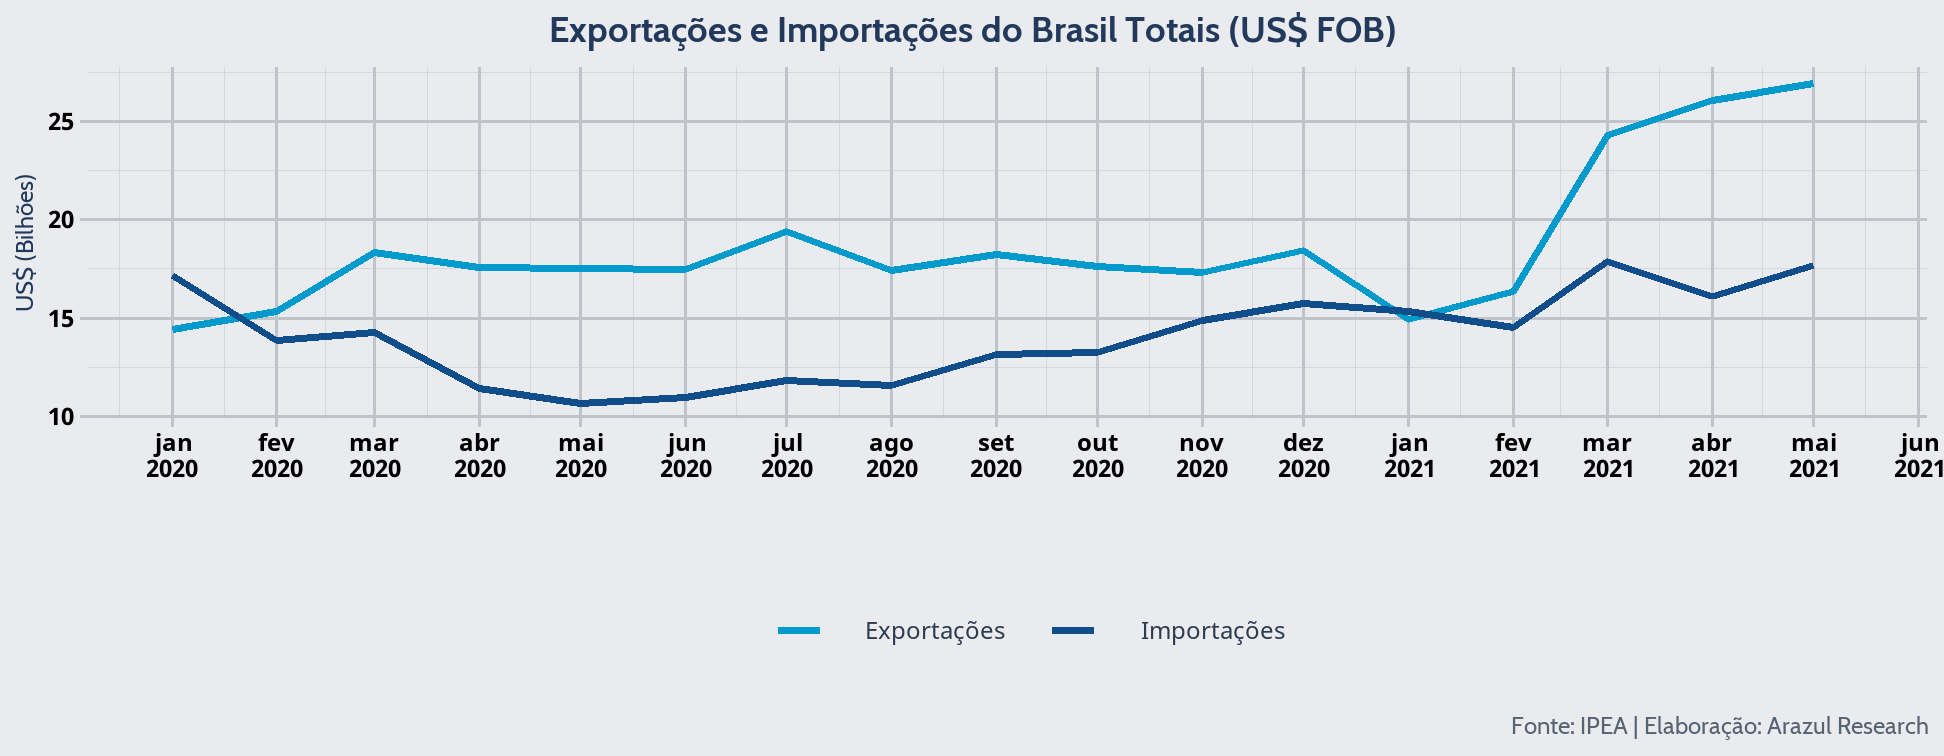 Exportações e Importações do Brasil Totais (US$ FOB)
US$ (Bilhões)
25
20
15
10
jan fev mar abr mai jun jul ago set out nov dez jan fev mar abr mai jun
2020 2020 2020 2020 2020 2020 2020 2020 2020 2020 2020 2020 2021 2021 2021 2021 2021 2021
Exportações Importações
Fonte: IPEA | Elaboração: Arazul Research